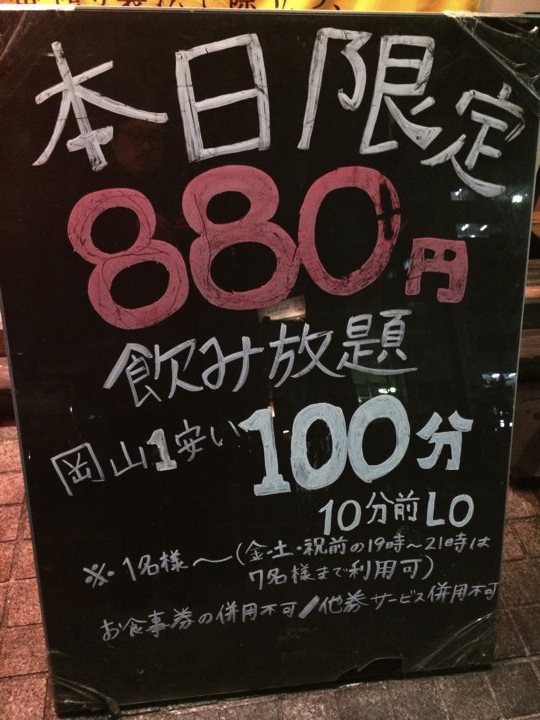 本日限定
880円
飲み放題
岡山1安い100分
10分前LO
※1名様〜(金・土・祝前の19時〜21時は
7名様まで利用可)
お食事券の併用不可/他券サービス併用不可